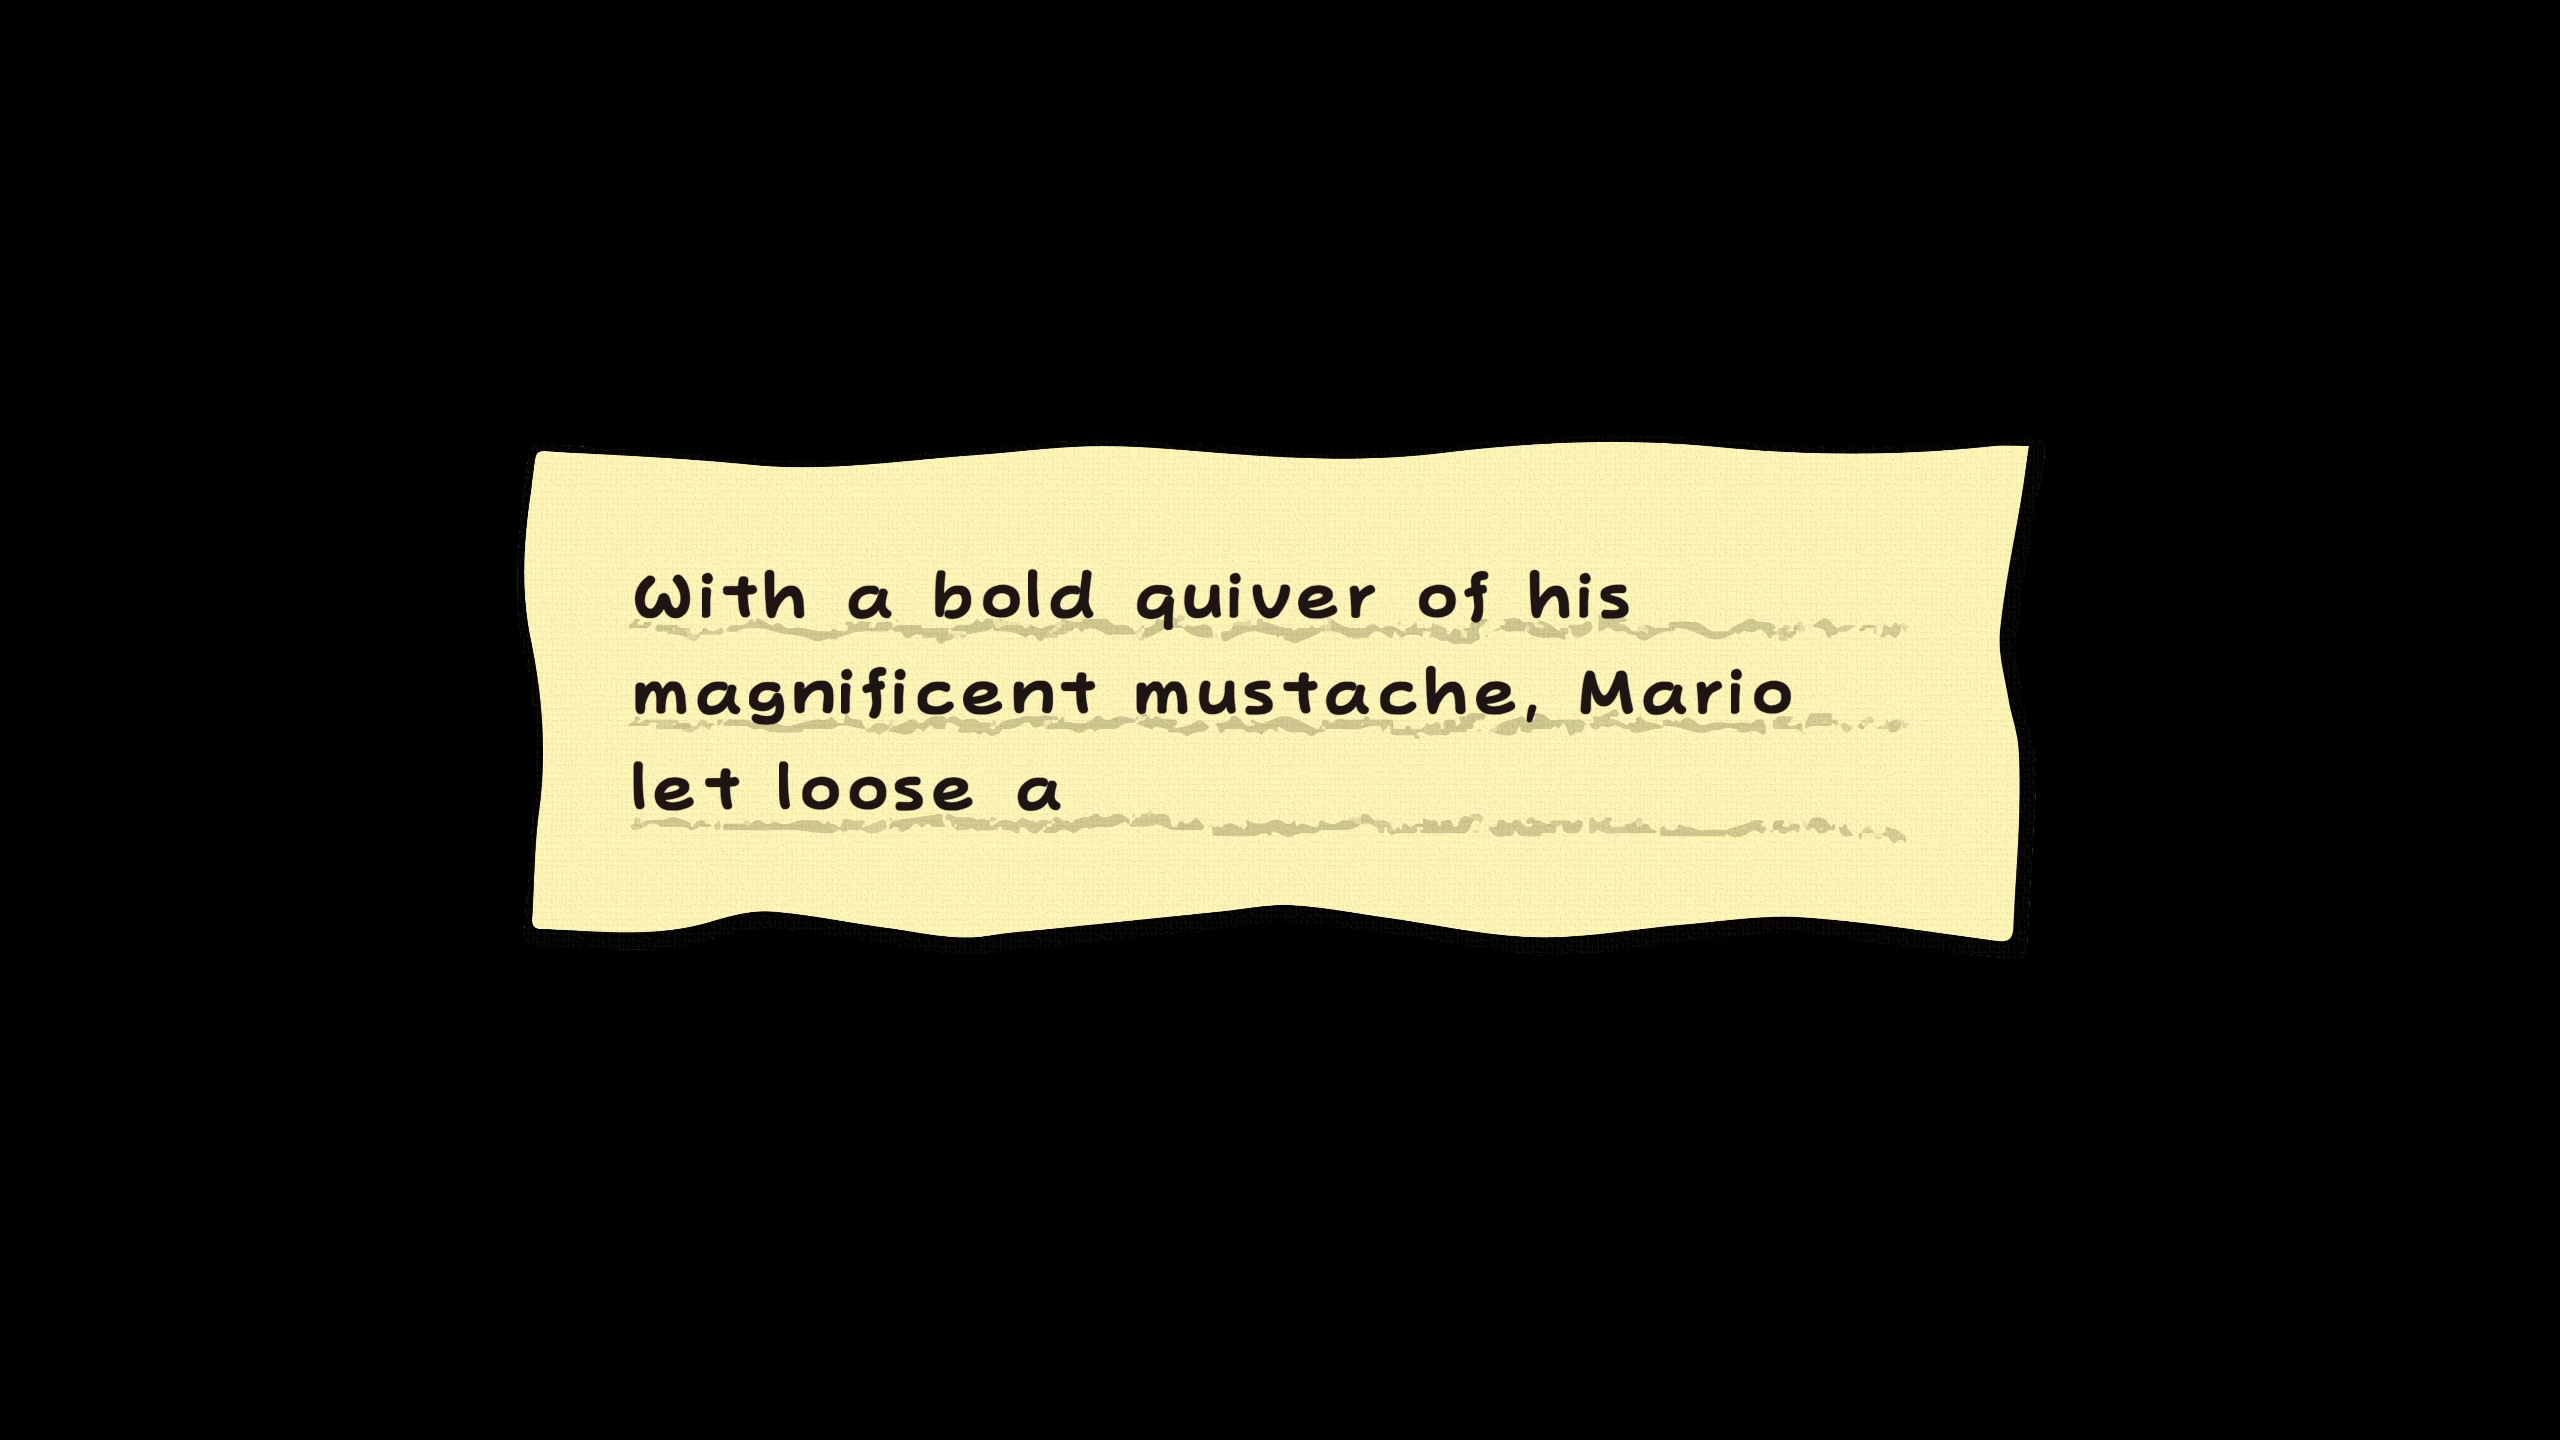 With a bold quiver of his
magnificent mustache, Mario
let loose a